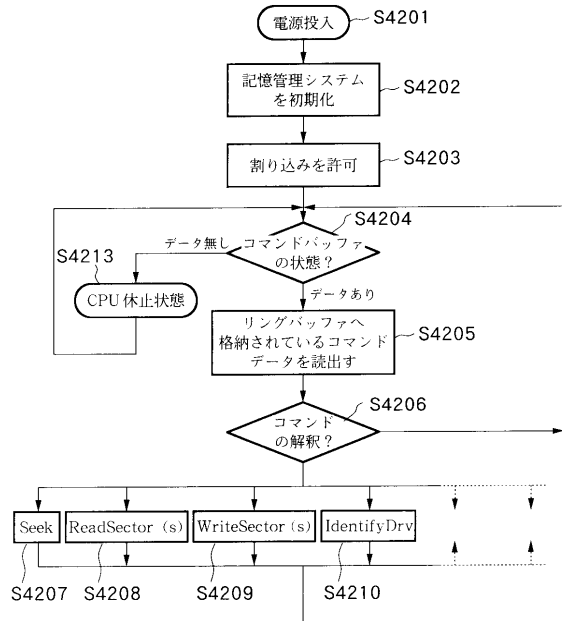 電源投入
S4201
記憶管理システム
を初期化
S4202
割り込みを許可
S4203
S4204
データ無し
コマンドバッファ
の状態?
S4213
CPU休止状態
データあり
リングバッファへ
格納されているコマンド
データを読出す
S4205
S4206
コマンド
の解釈?
Seek
ReadSector (s)
WriteSector (s)
IdentifyDrv.
S4207
S4208
S4209
S4210